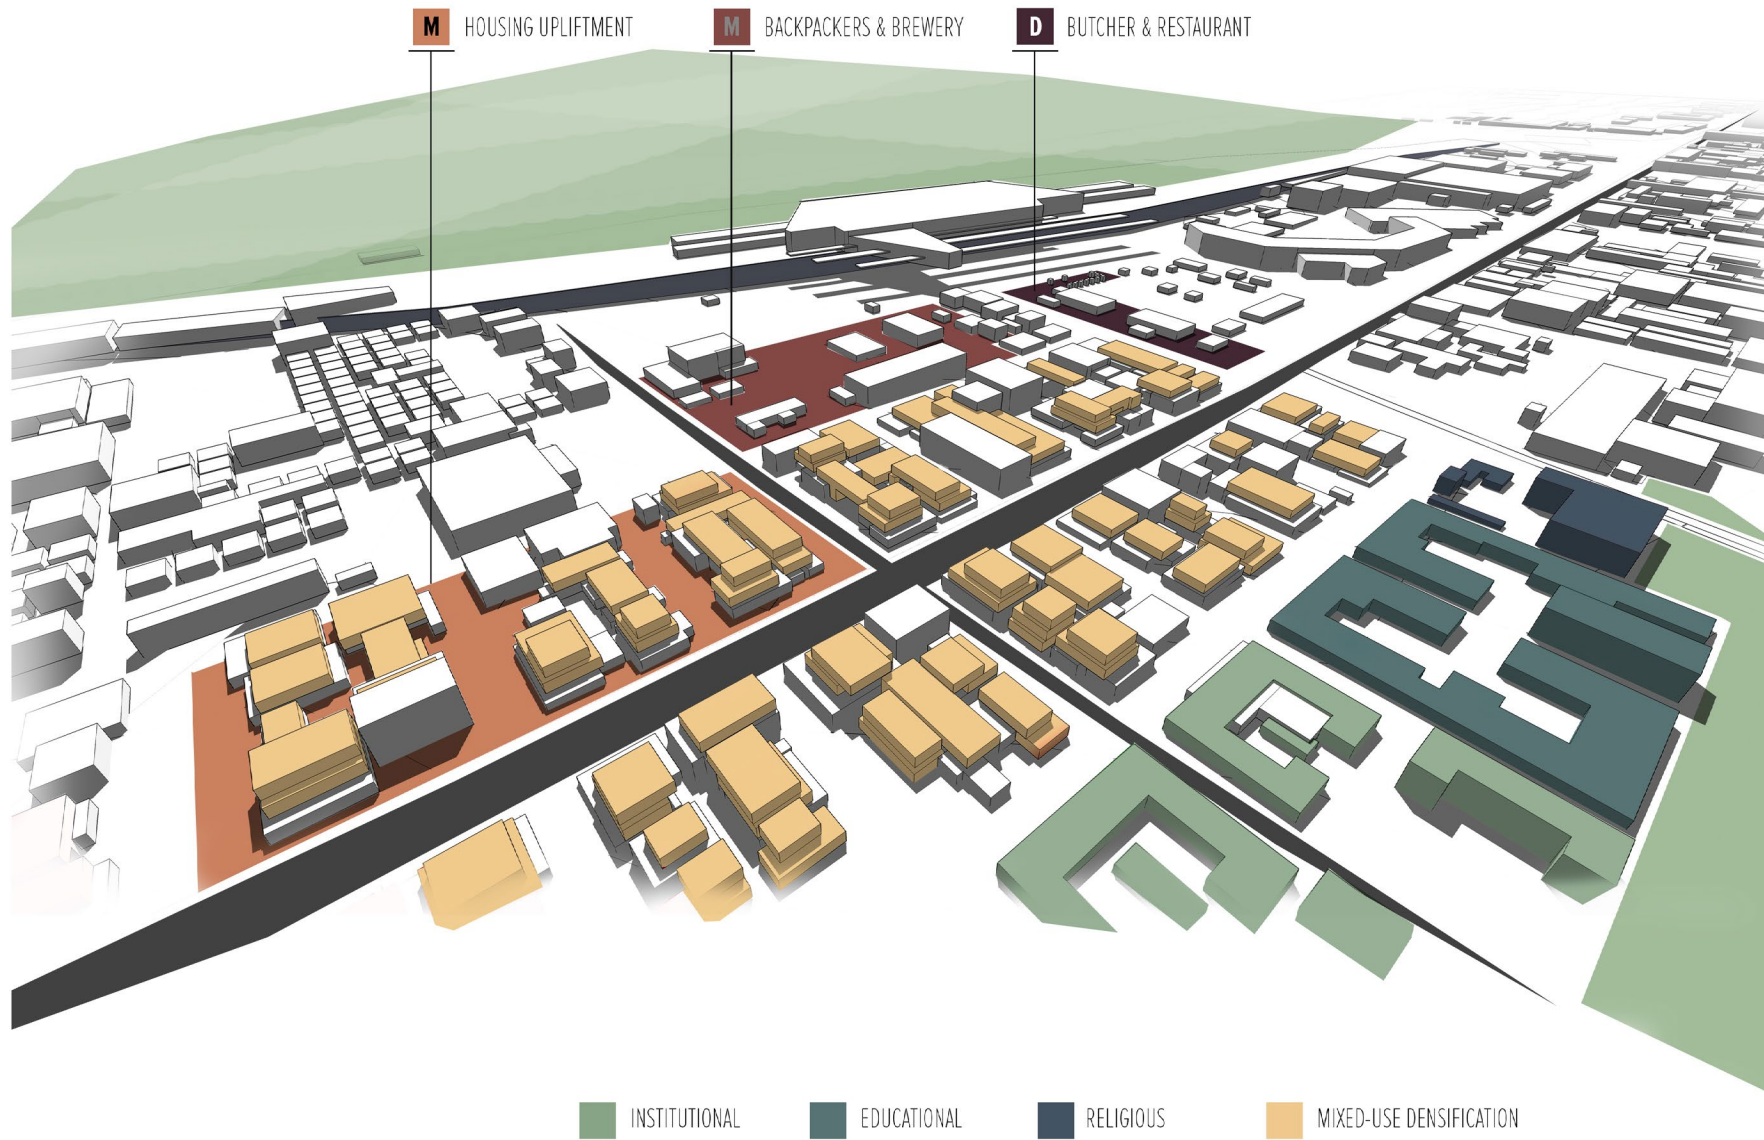 M HOUSING UPLIFTMENT
M BACKPACKERS & BREWERY
D BUTCHER & RESTAURANT
INSTITUTIONAL
EDUCATIONAL
RELIGIOUS
MIXED-USE DENSIFICATION